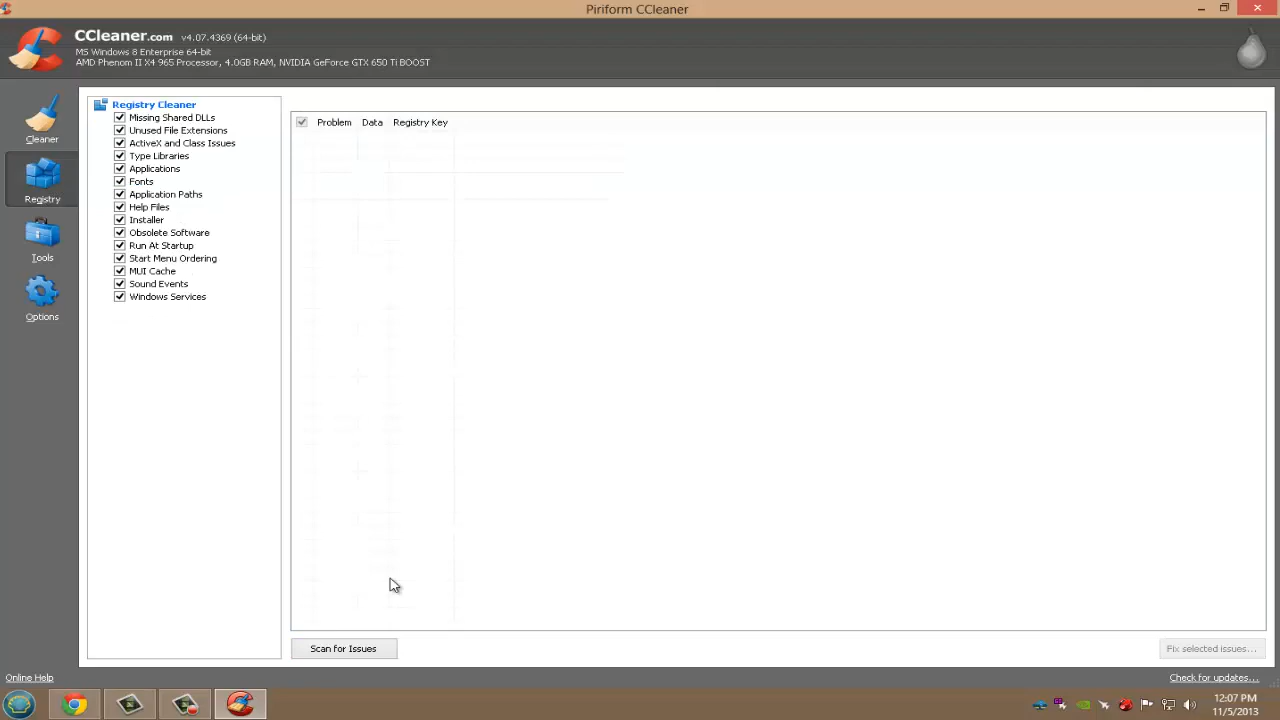 Piriform CCleaner
CCleaner.com v4.07.4369 (64-bit)
MS Windows 8 Enterprise 64-bit
AMD Phenom II X4 965 Processor, 4.0GB RAM, NVIDIA GeForce GTX 650 Ti BOOST
Cleaner
Registry
Tools
Options
Registry Cleaner
Missing Shared DLLs
Unused File Extensions
ActiveX and Class Issues
Type Libraries
Applications
Fonts
Application Paths
Help Files
Installer
Obsolete Software
Run At Startup
Start Menu Ordering
MUI Cache
Sound Events
Windows Services
Problem Data Registry Key
Scan for Issues
Fix selected issues...
Online Help
Check for updates...
12:07 PM
11/5/2013